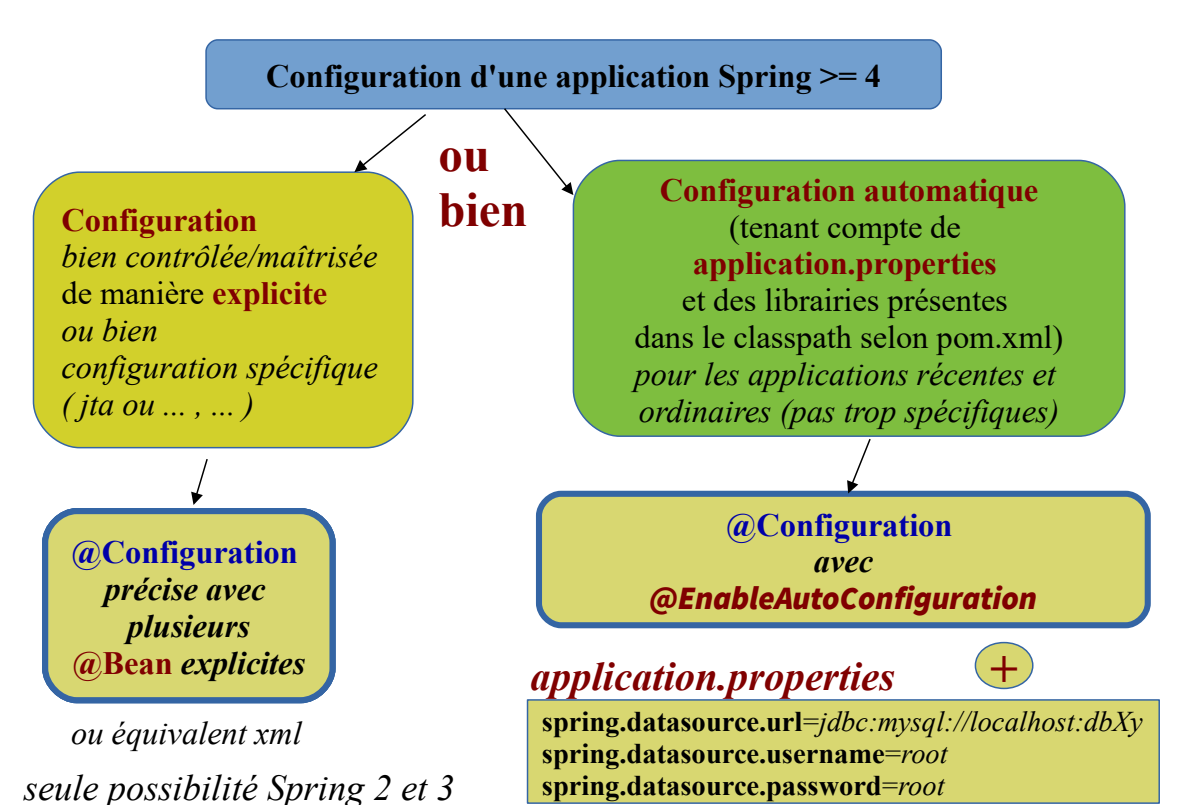 Configuration d'une application Spring >= 4
ou
bien
Configuration
bien contrôlée/maîtrisée
de manière explicite
ou bien
configuration spécifique
( jta ou ... , ... )
Configuration automatique
(tenant compte de
application.properties
et des librairies présentes
dans le classpath selon pom.xml)
pour les applications récentes et
ordinaires (pas trop spécifiques)
@Configuration
précise avec
plusieurs
@Bean explicites
ou équivalent xml
seule possibilité Spring 2 et 3
@Configuration
avec
@EnableAutoConfiguration
+
application.properties
spring.datasource.url=jdbc:mysql://localhost:dbXy
spring.datasource.username=root
spring.datasource.password=root